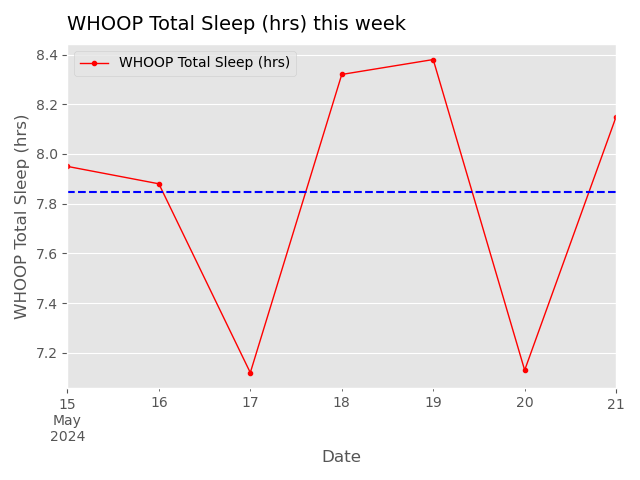 WHOOP Total Sleep (hrs) this week
WHOOP Total Sleep (hrs)
WHOOP Total Sleep (hrs)
8.4
8.2
8.0
7.8
7.6
7.4
7.2
15 16 17 18 19 20 21
May
2024
Date